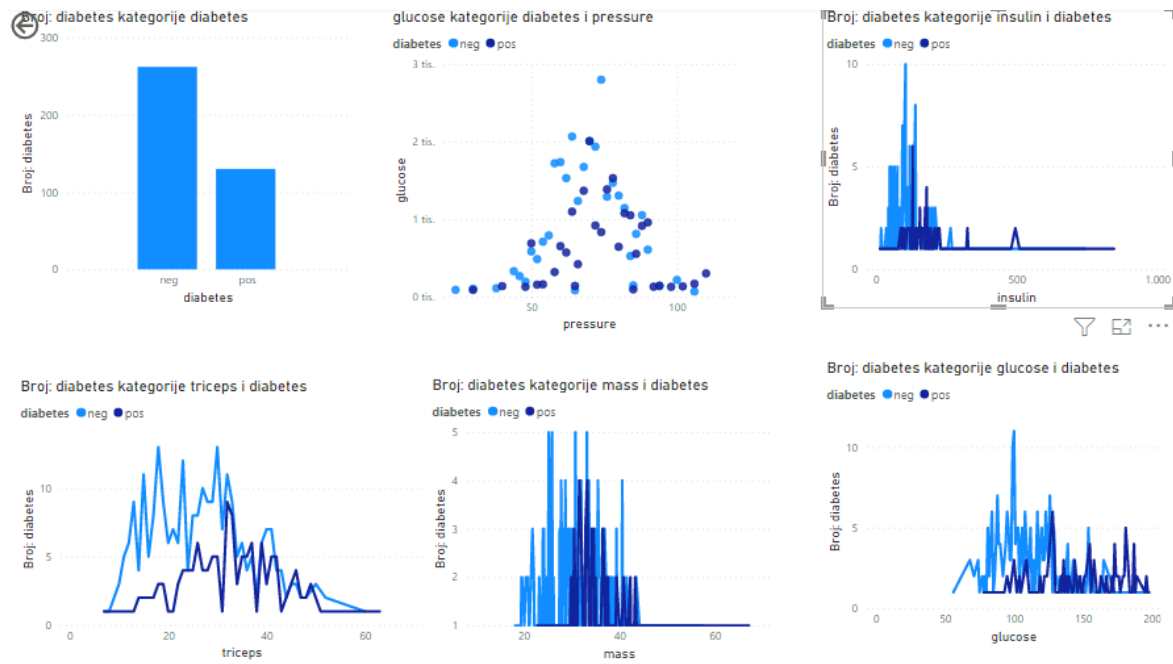 Broj: diabetes kategorije diabetes
300
200
100
0
Broj: diabetes
neg
pos
diabetes
glucose kategorije diabetes i pressure
diabetes neg pos
3 tis.
2 tis.
1 tis.
0 tis.
glucose
50
100
pressure
Broj: diabetes kategorije insulin i diabetes
diabetes neg pos
10
5
0
Broj: diabetes
0
500
1.000
insulin
Broj: diabetes kategorije triceps i diabetes
diabetes neg pos
10
5
0
Broj: diabetes
0
20
40
60
triceps
Broj: diabetes kategorije mass i diabetes
diabetes neg pos
5
4
3
2
1
Broj: diabetes
20
40
60
mass
Broj: diabetes kategorije glucose i diabetes
diabetes neg pos
10
5
0
Broj: diabetes
0
50
100
150
200
glucose